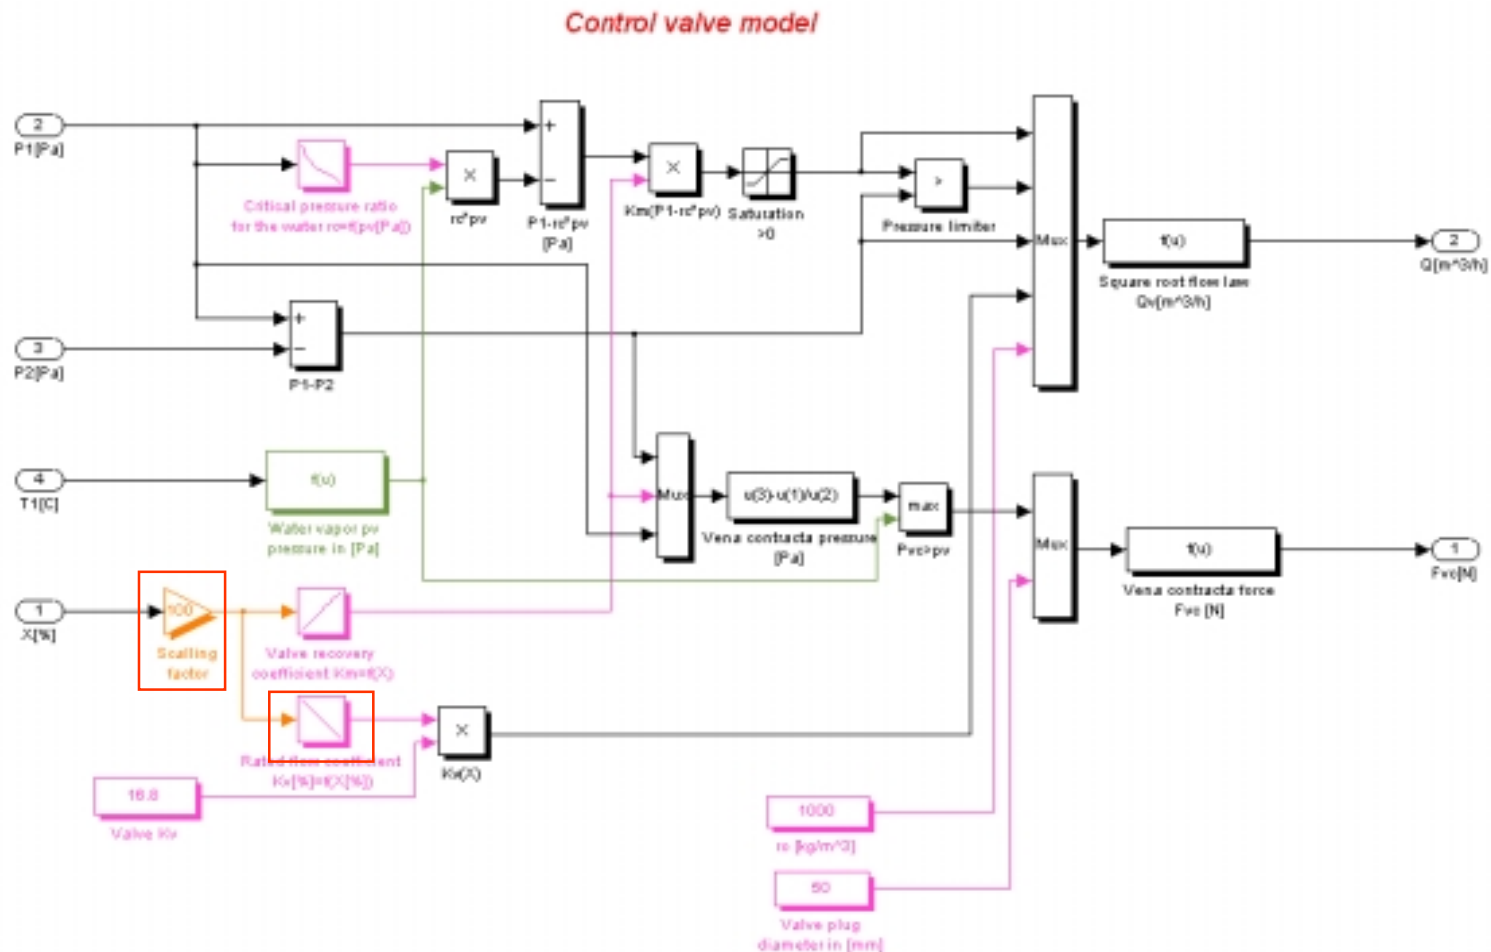 Control valve model
2
P1[Pa]
+
−
P1-rc*pv
[Pa]
Critical pressure ratio
for the water rc=f(pv[Pa])
X
rc*pv
X
Km(P1-rc*pv)
Saturation
>0
>
Pressure limiter
Mux
f(u)
Square root flow law
Qv[m^3/h]
2
Q[m^3/h]
3
P2[Pa]
+
−
P1-P2
4
T1[C]
f(u)
Water vapor pv
pressure in [Pa]
Mux
u(3)-u(1)/u(2)
Vena contracta pressure
[Pa]
max
Pvc>pv
Mux
f(u)
Vena contracta force
Fvc [N]
1
Fvc[N]
1
X[%]
100
Scalling
factor
Valve recovery
coefficient Km=f(X)
Rated flow coefficient
Kv[%]=f(X[%])
X
Kv(X)
16.8
Valve Kv
1000
ro [kg/m^3]
50
Valve plug
diameter in [mm]